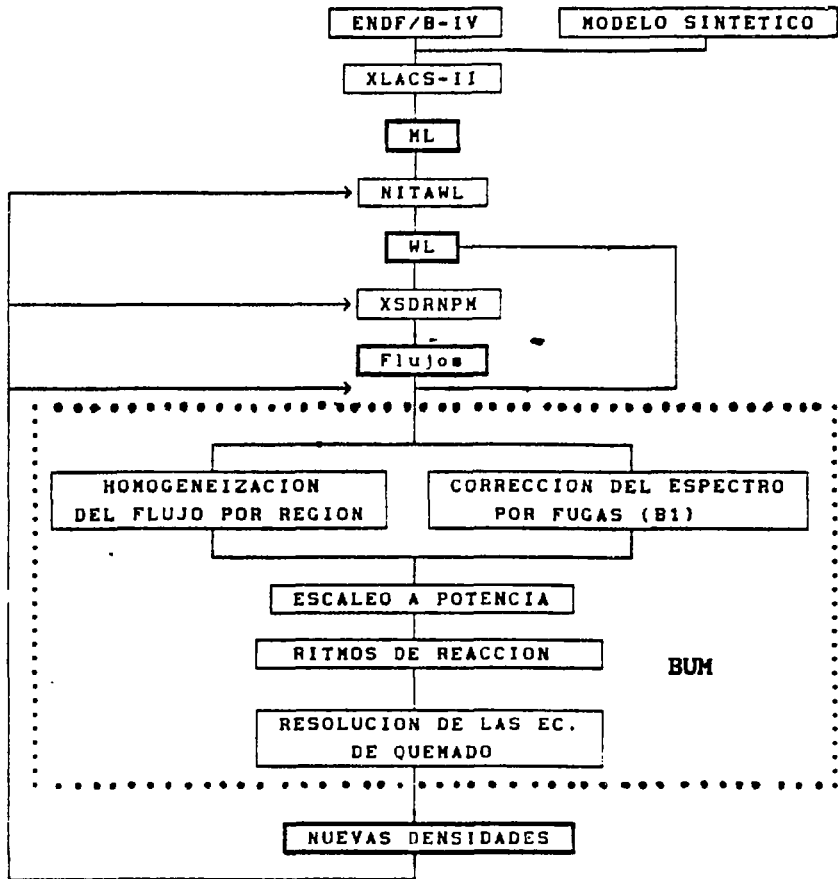 ENDF/B-IV
MODELO SINTETICO
XLACS-II
ML
NITAWL
WL
XSDRNPM
Flujos
HOMOGENEIZACION
DEL FLUJO POR REGION
CORRECCION DEL ESPECTRO
POR FUGAS (B1)
ESCALEO A POTENCIA
RITMOS DE REACCION
BUM
RESOLUCION DE LAS EC.
DE QUEMADO
NUEVAS DENSIDADES